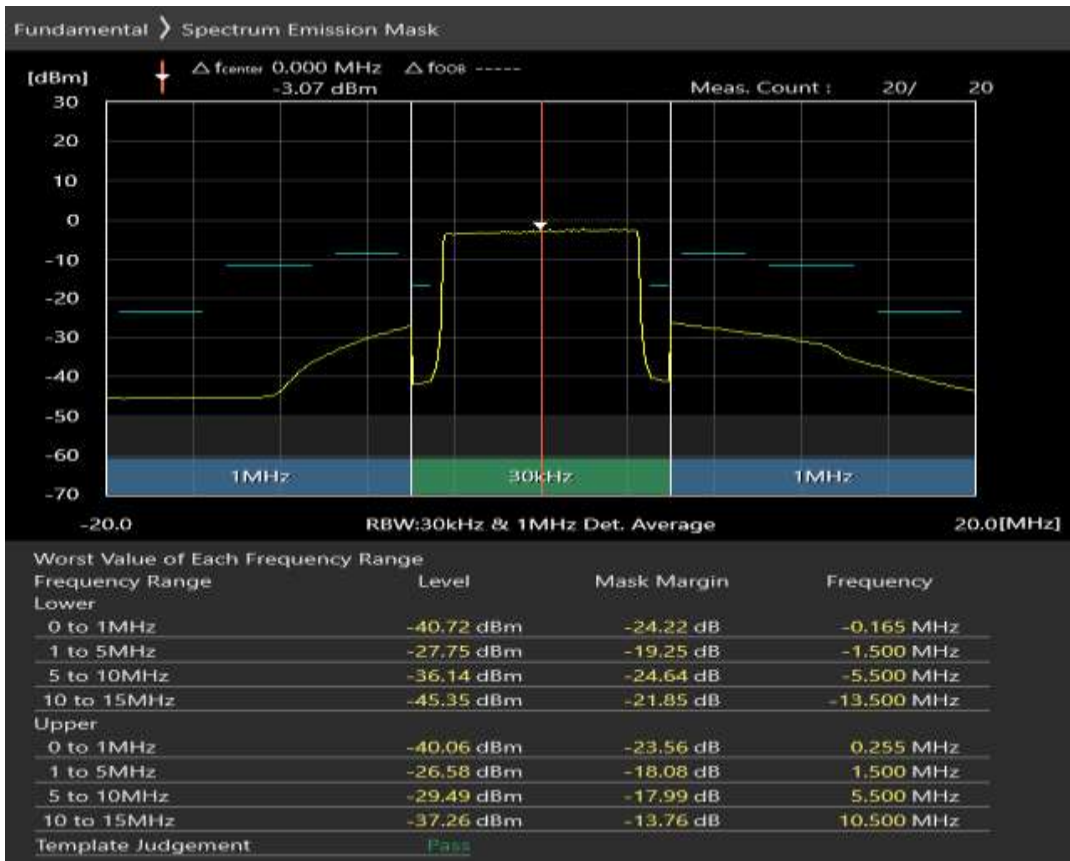 Fundamental ❯ Spectrum Emission Mask
[dBm] △ fcenter 0.000 MHz △ fOOB -----
-3.07 dBm Meas. Count : 20/ 20
30
20
10
0
-10
-20
-30
-40
-50
-60
1MHz 30kHz 1MHz
-70
-20.0 RBW:30kHz & 1MHz Det. Average 20.0[MHz]
Worst Value of Each Frequency Range
Frequency Range Level Mask Margin Frequency
Lower
0 to 1MHz -40.72 dBm -24.22 dB -0.165 MHz
1 to 5MHz -27.75 dBm -19.25 dB -1.500 MHz
5 to 10MHz -36.14 dBm -24.64 dB -5.500 MHz
10 to 15MHz -45.35 dBm -21.85 dB -13.500 MHz
Upper
0 to 1MHz -40.06 dBm -23.56 dB 0.255 MHz
1 to 5MHz -26.58 dBm -18.08 dB 1.500 MHz
5 to 10MHz -29.49 dBm -17.99 dB 5.500 MHz
10 to 15MHz -37.26 dBm -13.76 dB 10.500 MHz
Template Judgement Pass